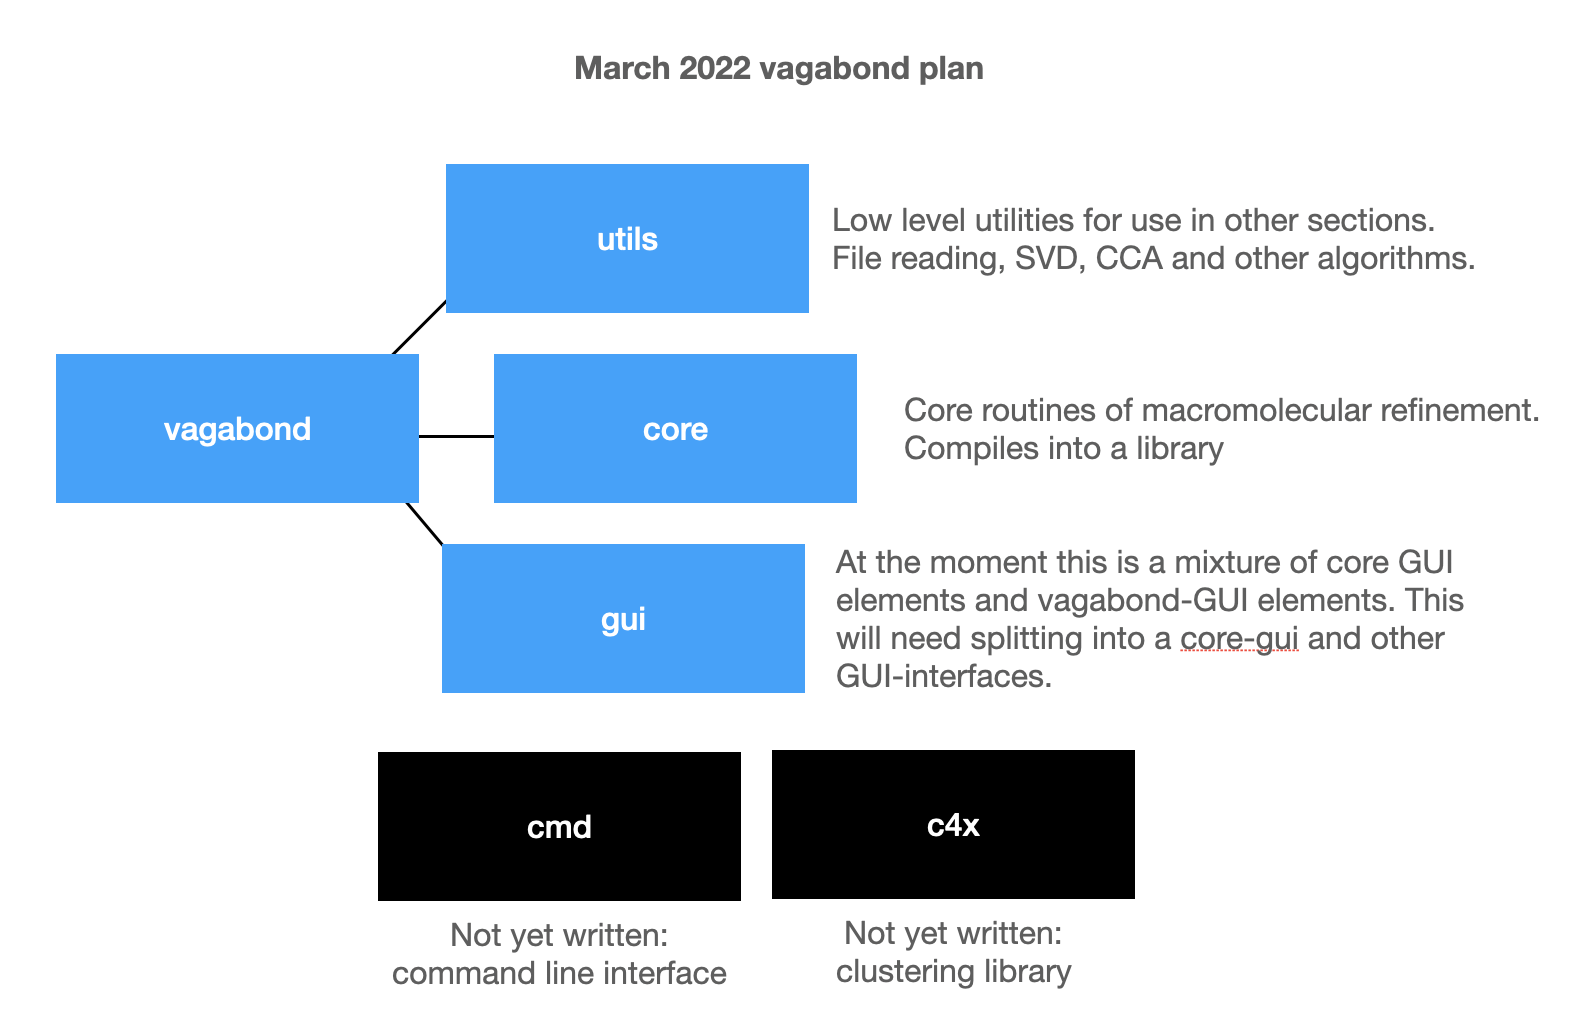 March 2022 vagabond plan
utils
Low level utilities for use in other sections.
File reading, SVD, CCA and other algorithms.
vagabond
core
Core routines of macromolecular refinement.
Compiles into a library
gui
At the moment this is a mixture of core GUI
elements and vagabond-GUI elements. This
will need splitting into a core-gui and other
GUI-interfaces.
cmd
Not yet written:
command line interface
c4x
Not yet written:
clustering library